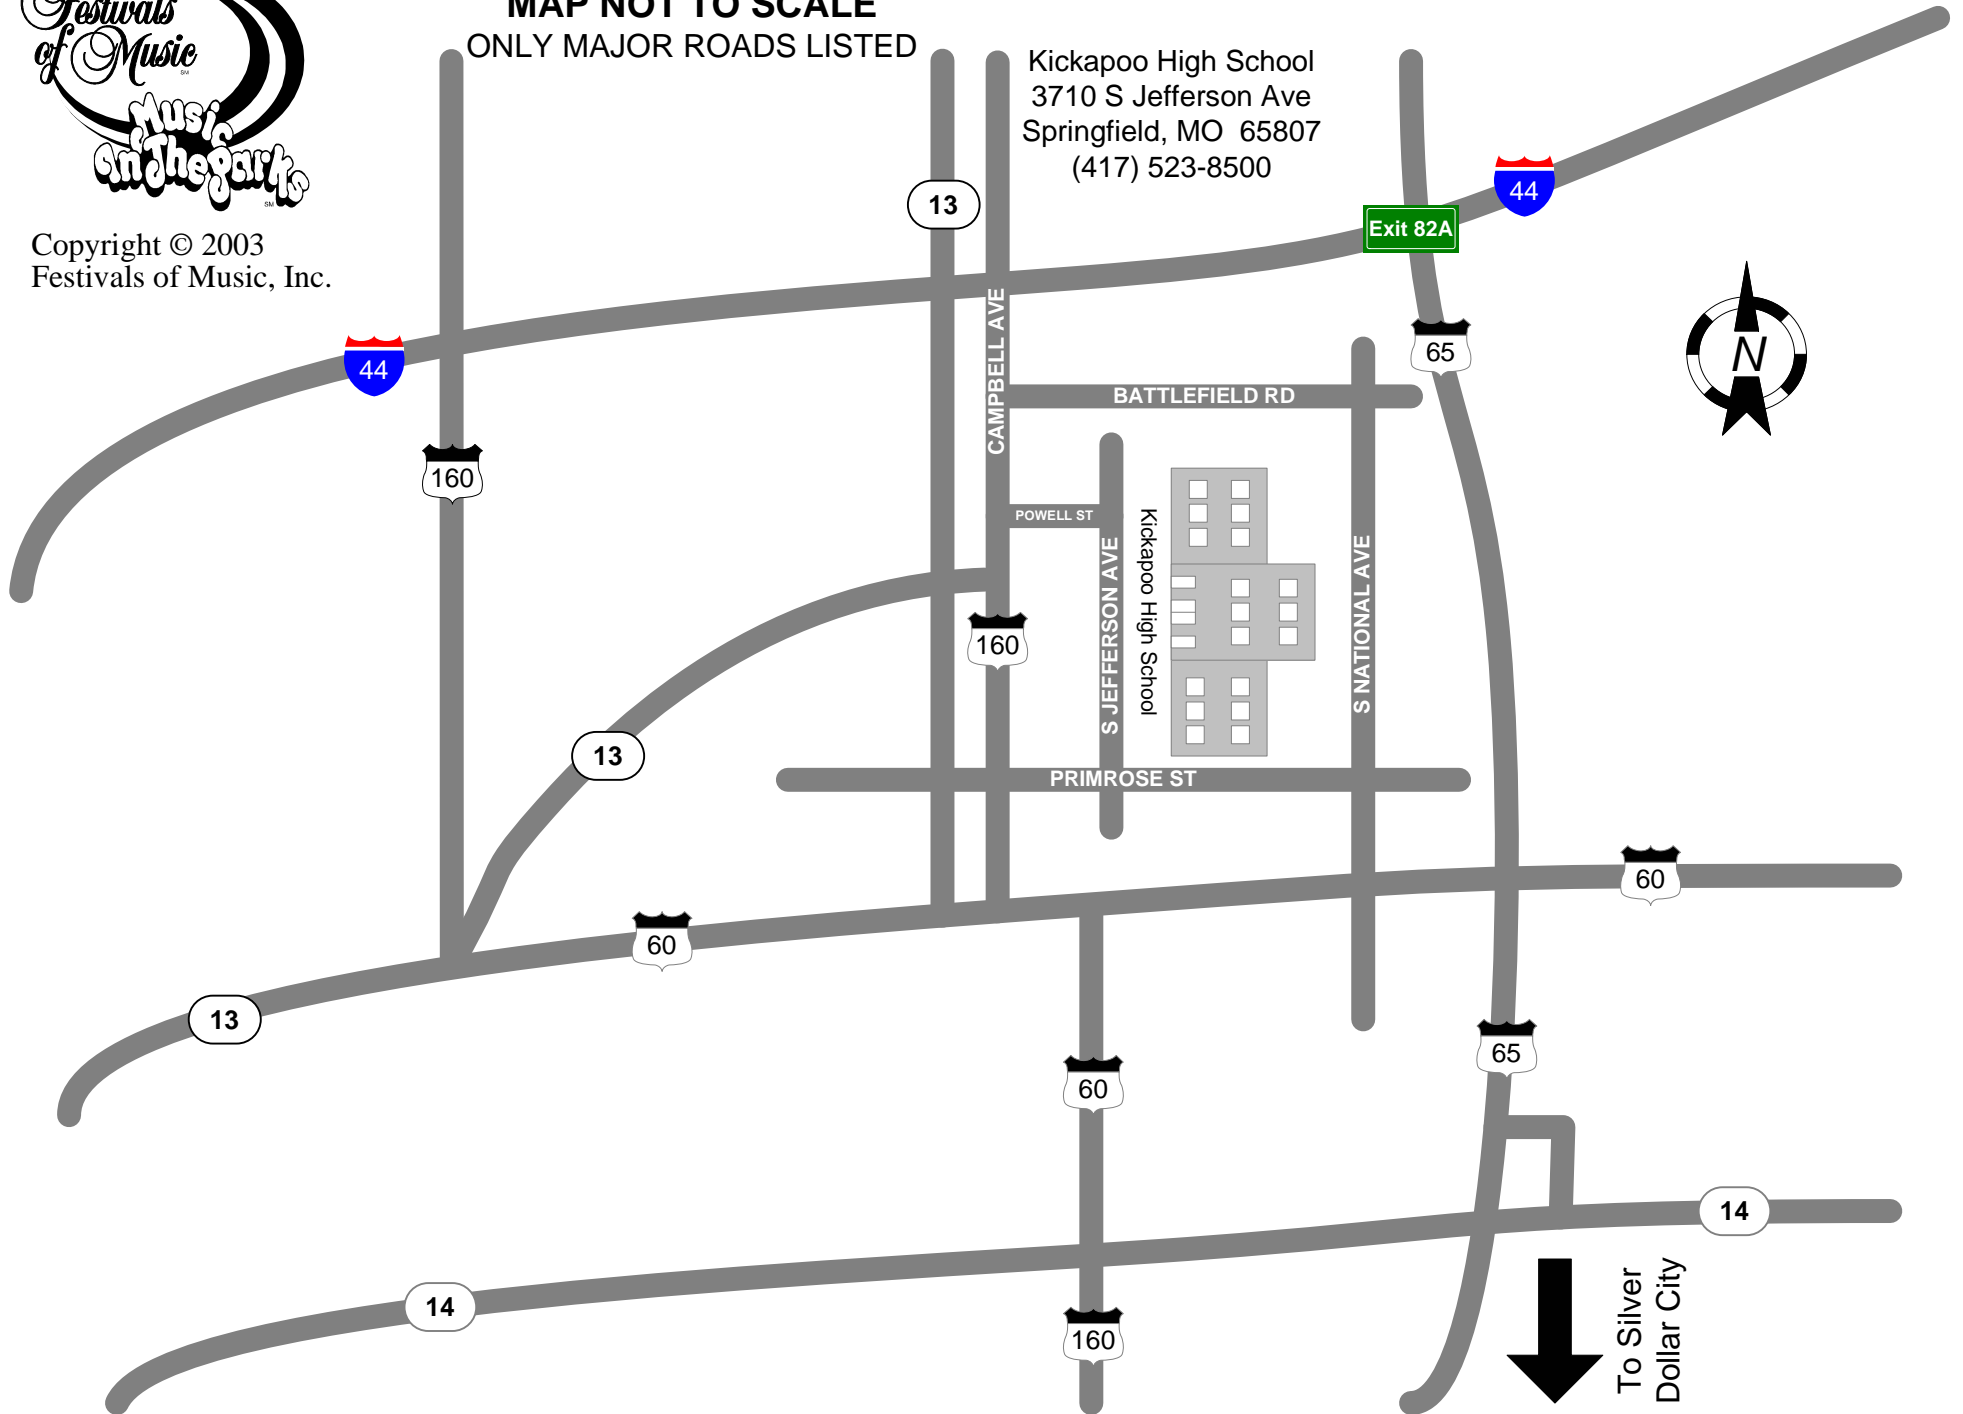 Festivals
of Music
SM
Music
In The Parks
SM
Copyright © 2003
Festivals of Music, Inc.
MAP NOT TO SCALE
ONLY MAJOR ROADS LISTED
Kickapoo High School
3710 S Jefferson Ave
Springfield, MO  65807
(417) 523-8500
13
44
Exit 82A
44
CAMPBELL AVE
65
N
BATTLEFIELD RD
160
POWELL ST
Kickapoo High School
S JEFFERSON AVE
S NATIONAL AVE
160
13
PRIMROSE ST
60
60
13
65
60
14
14
160
To Silver
Dollar City